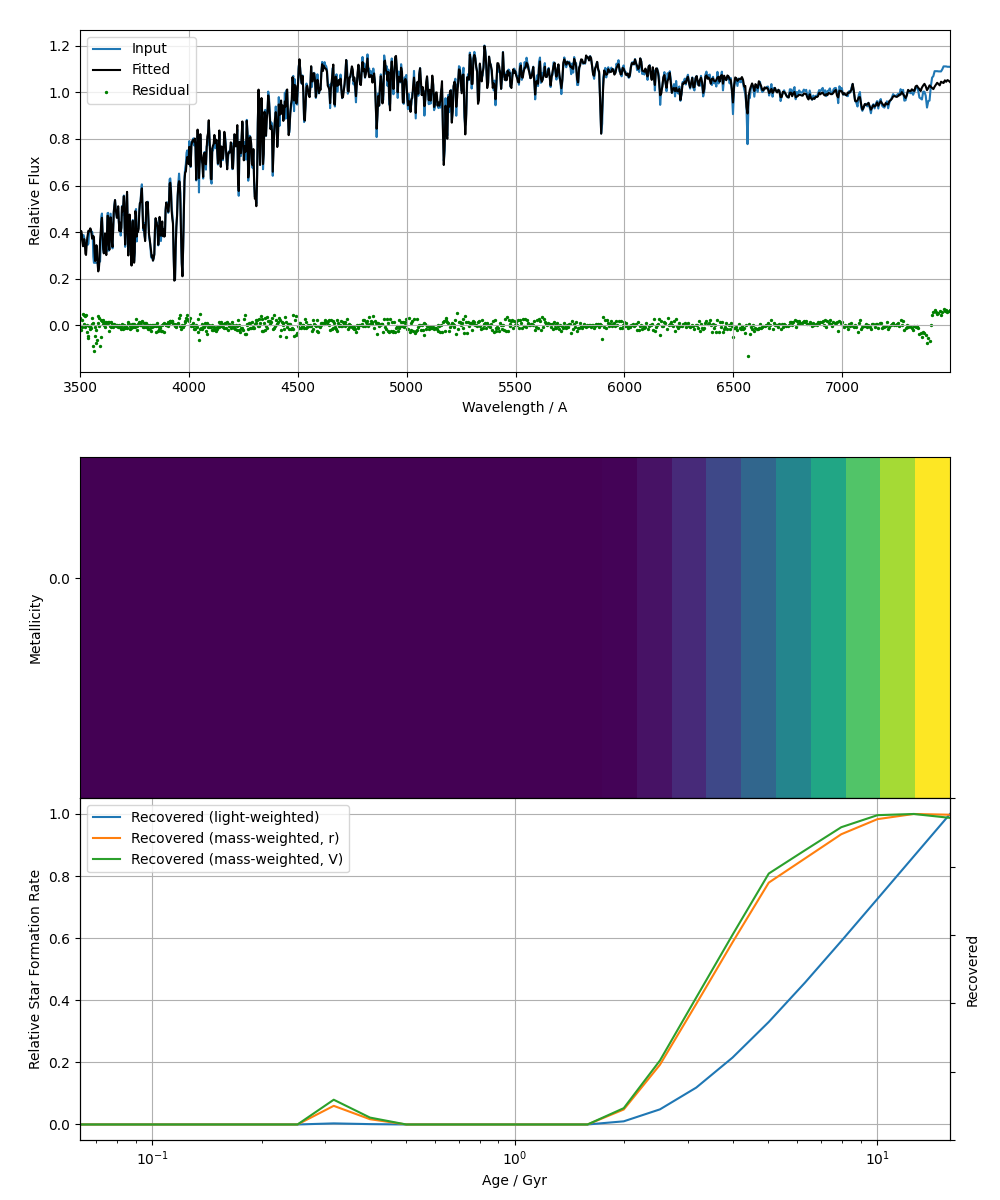 1.2
1.0
0.8
0.6
0.4
0.2
0.0
Relative Flux
Input
Fitted
Residual
3500 4000 4500 5000 5500 6000 6500 7000
Wavelength / A
0.0
Metallicity
1.0
0.8
0.6
0.4
0.2
0.0
Relative Star Formation Rate
Recovered (light-weighted)
Recovered (mass-weighted, r)
Recovered (mass-weighted, V)
Recovered
10⁻¹ 10⁰ 10¹
Age / Gyr